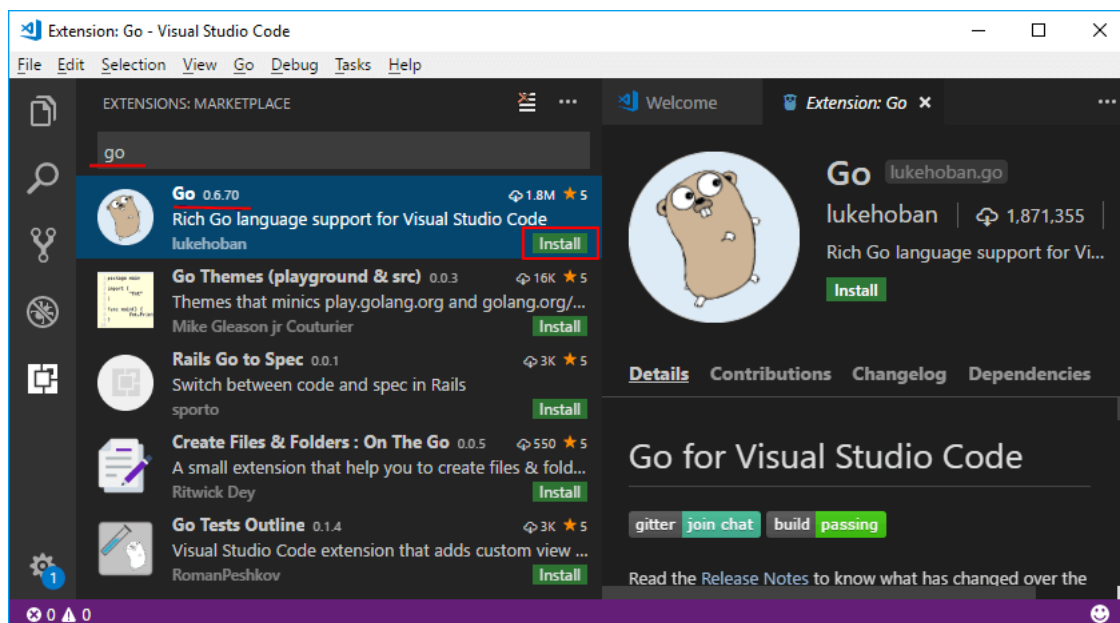 Extension: Go - Visual Studio Code
File Edit Selection View Go Debug Tasks Help
EXTENSIONS: MARKETPLACE
go
Go 0.6.70 1.8M 5
Rich Go language support for Visual Studio Code
lukehoban Install
Go Themes (playground & src) 0.0.3 16K 5
Themes that minics play.golang.org and golang.org/...
Mike Gleason jr Couturier Install
Rails Go to Spec 0.0.1 3K 5
Switch between code and spec in Rails
sporto Install
Create Files & Folders : On The Go 0.0.5 550 5
A small extension that help you to create files & fold...
Ritwick Dey Install
Go Tests Outline 0.1.4 3K 5
Visual Studio Code extension that adds custom view ...
RomanPeshkov Install
Welcome Extension: Go
Go lukehoban.go
lukehoban 1,871,355
Rich Go language support for Vi...
Install
Details Contributions Changelog Dependencies
Go for Visual Studio Code
gitter join chat build passing
Read the Release Notes to know what has changed over the
1
0 0